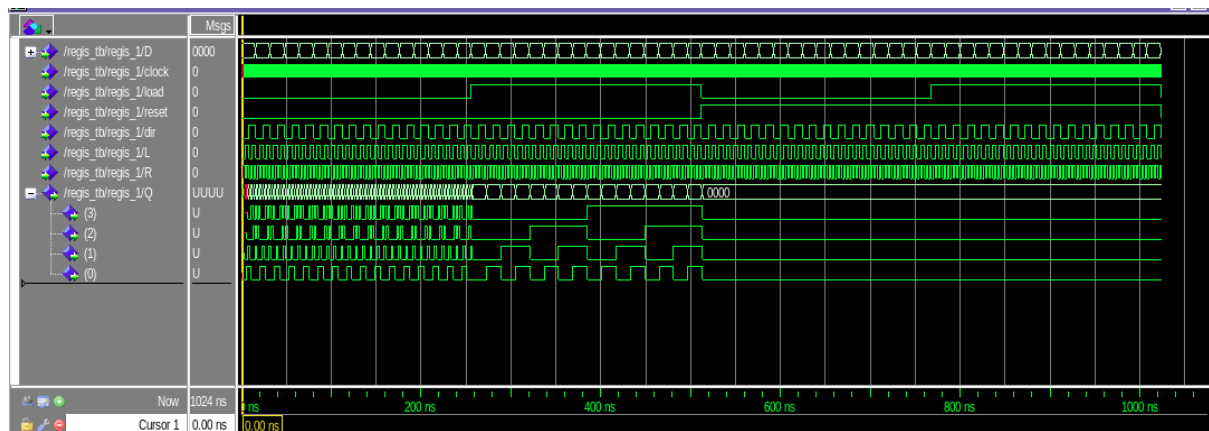 Msgs
/regis_tb/regis_1/D 0000
/regis_tb/regis_1/clock 0
/regis_tb/regis_1/load 0
/regis_tb/regis_1/reset 0
/regis_tb/regis_1/dir 0
/regis_tb/regis_1/L 0
/regis_tb/regis_1/R 0
/regis_tb/regis_1/Q UUUU 0000
(3) U
(2) U
(1) U
(0) U
Now 1024 ns ns 200 ns 400 ns 600 ns 800 ns 1000 ns
Cursor 1 0.00 ns 0.00 ns